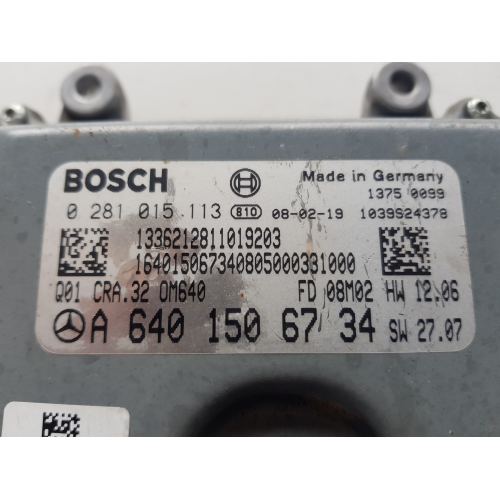 BOSCH Made in Germany
1375 0099
0 281 015 113 810 08-02-19 1039S24378
1336212811019203
164015067340805000331000
Q01 CRA.32 OM640 FD 08M02 HW 12.06
A 640 150 67 34 SW 27.07